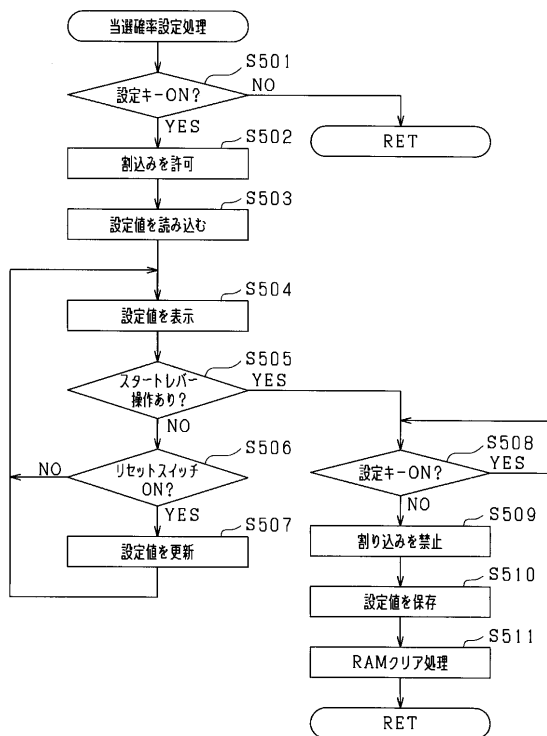 当選確率設定処理
S501
設定キーON?
NO
YES
RET
S502
割込みを許可
S503
設定値を読み込む
S504
設定値を表示
S505
スタートレバー
操作あり?
YES
NO
S506
リセットスイッチ
ON?
NO
YES
S507
設定値を更新
S508
設定キーON?
YES
NO
S509
割り込みを禁止
S510
設定値を保存
S511
RAMクリア処理
RET